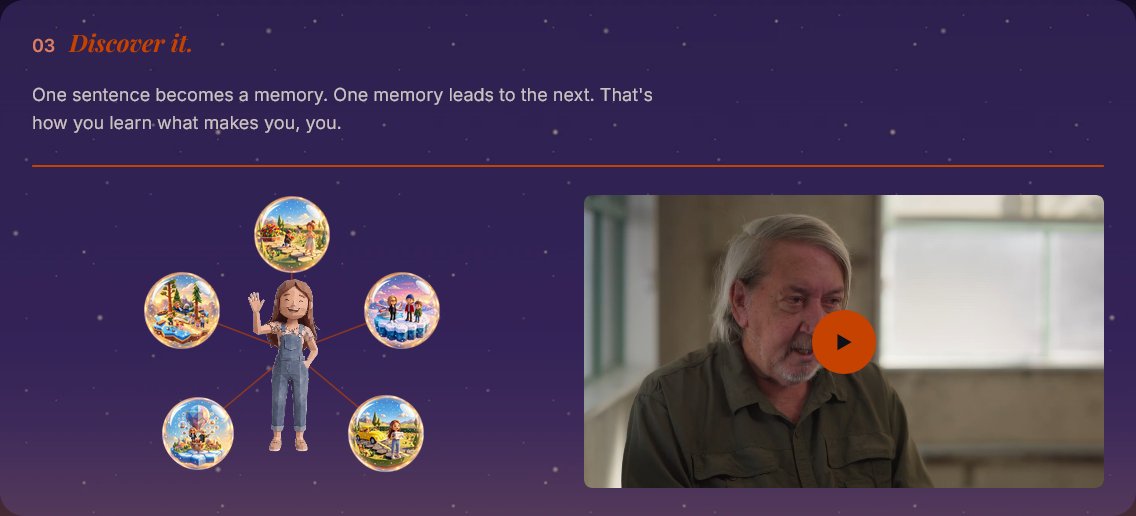 03 Discover it.
One sentence becomes a memory. One memory leads to the next. That's
how you learn what makes you, you.